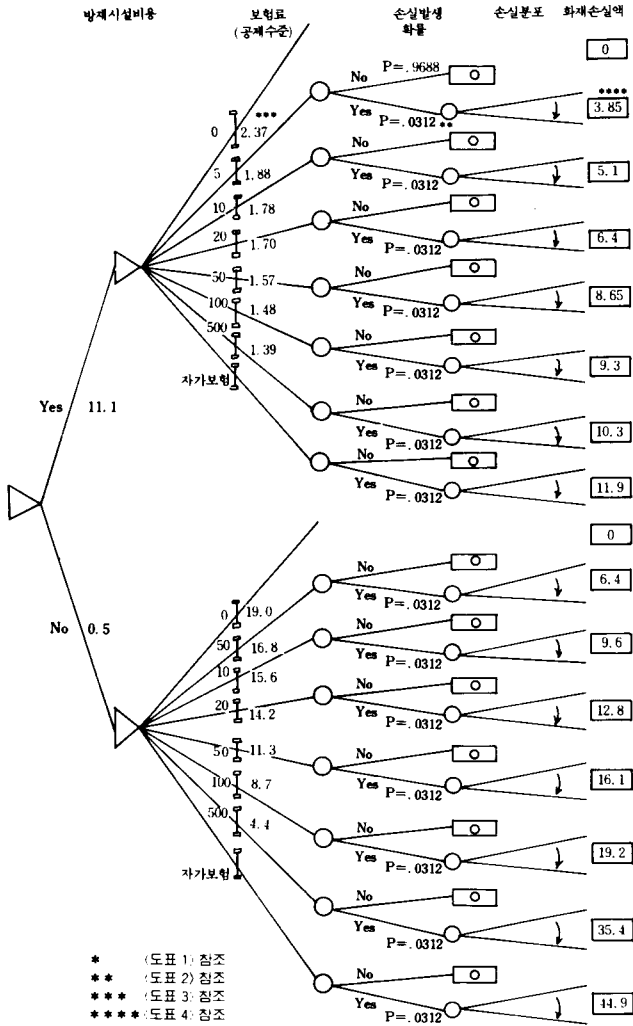 방재시설비용 보험료 손실발생 손실분포 화재손실액
(공제수준) 확률
0
No P=.9688 0
Yes P=.0312 ** **** 3.85
0 2.37 ***
No 0
Yes P=.0312 5.1
5 1.88
No 0
Yes P=.0312 6.4
10 1.78
20 1.70
No 0
Yes P=.0312 8.65
50 1.57
100 1.48
No 0
Yes P=.0312 9.3
500 1.39
자가보험
No 0
Yes P=.0312 10.3
Yes 11.1
No 0
Yes P=.0312 11.9
0
No 0
Yes P=.0312 6.4
0 19.0
No 0
Yes P=.0312 9.6
No 0.5
50 16.8
10 15.6
No 0
Yes P=.0312 12.8
20 14.2
50 11.3
No 0
Yes P=.0312 16.1
100 8.7
500 4.4
No 0
Yes P=.0312 19.2
자가보험
No 0
Yes P=.0312 35.4
No 0
Yes P=.0312 44.9
* (도표 1) 참조
** (도표 2) 참조
*** (도표 3) 참조
**** (도표 4) 참조